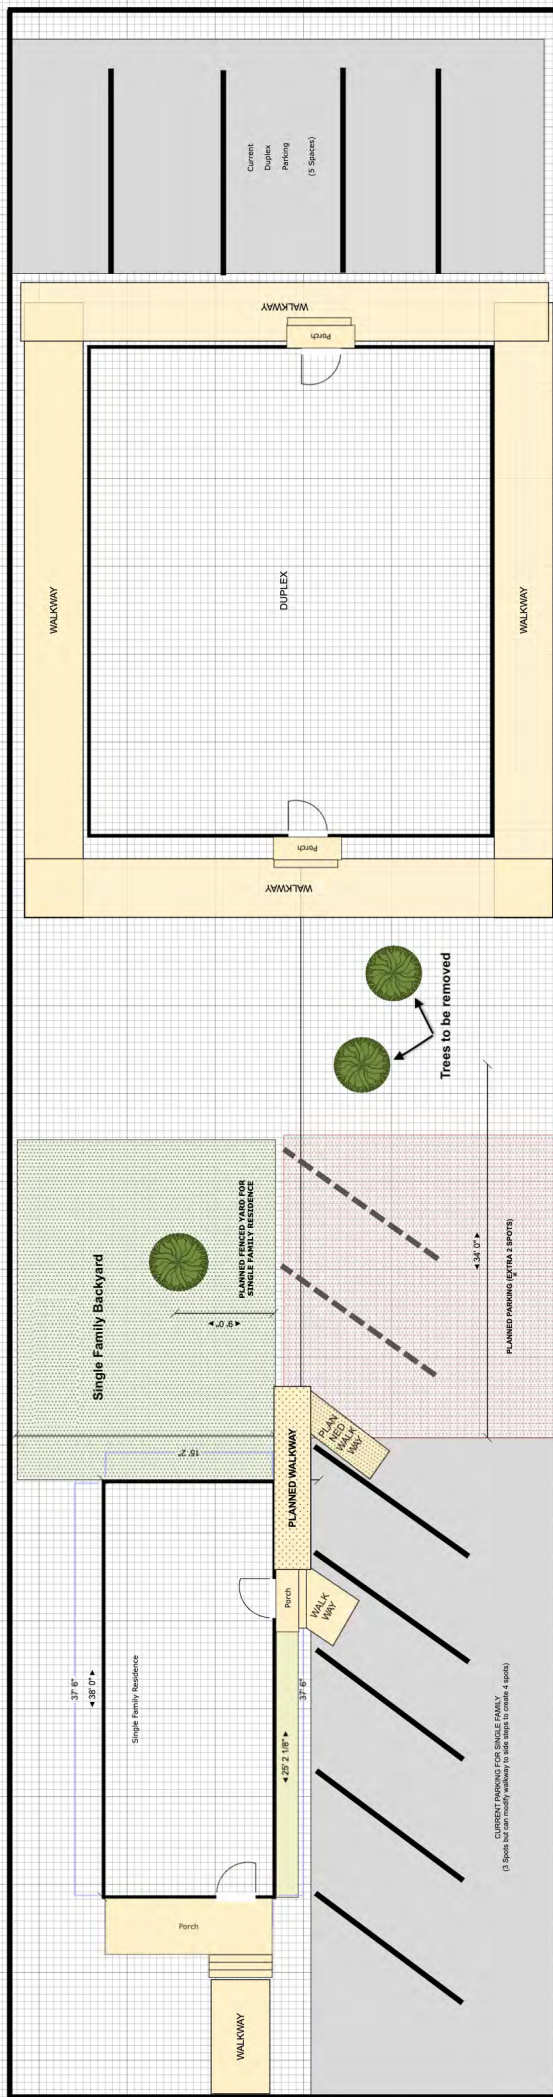 Current
Duplex
Parking
(5 Spaces)
WALKWAY
Porch
WALKWAY
DUPLEX
WALKWAY
Porch
WALKWAY
Trees to be removed
Single Family Backyard
PLANNED FENCED YARD FOR
SINGLE FAMILY RESIDENCE
9' 0"
34' 0"
PLANNED PARKING (EXTRA 2 SPOTS)
15' 2"
PLANNED WALKWAY
PLAN
NED
WALK
WAY
Porch
WALK
WAY
37' 6"
38' 0"
Single Family Residence
37' 6"
25' 2 1/8"
CURRENT PARKING FOR SINGLE FAMILY
(3 Spots but can modify walkway to side steps to create 4 spots)
Porch
WALKWAY